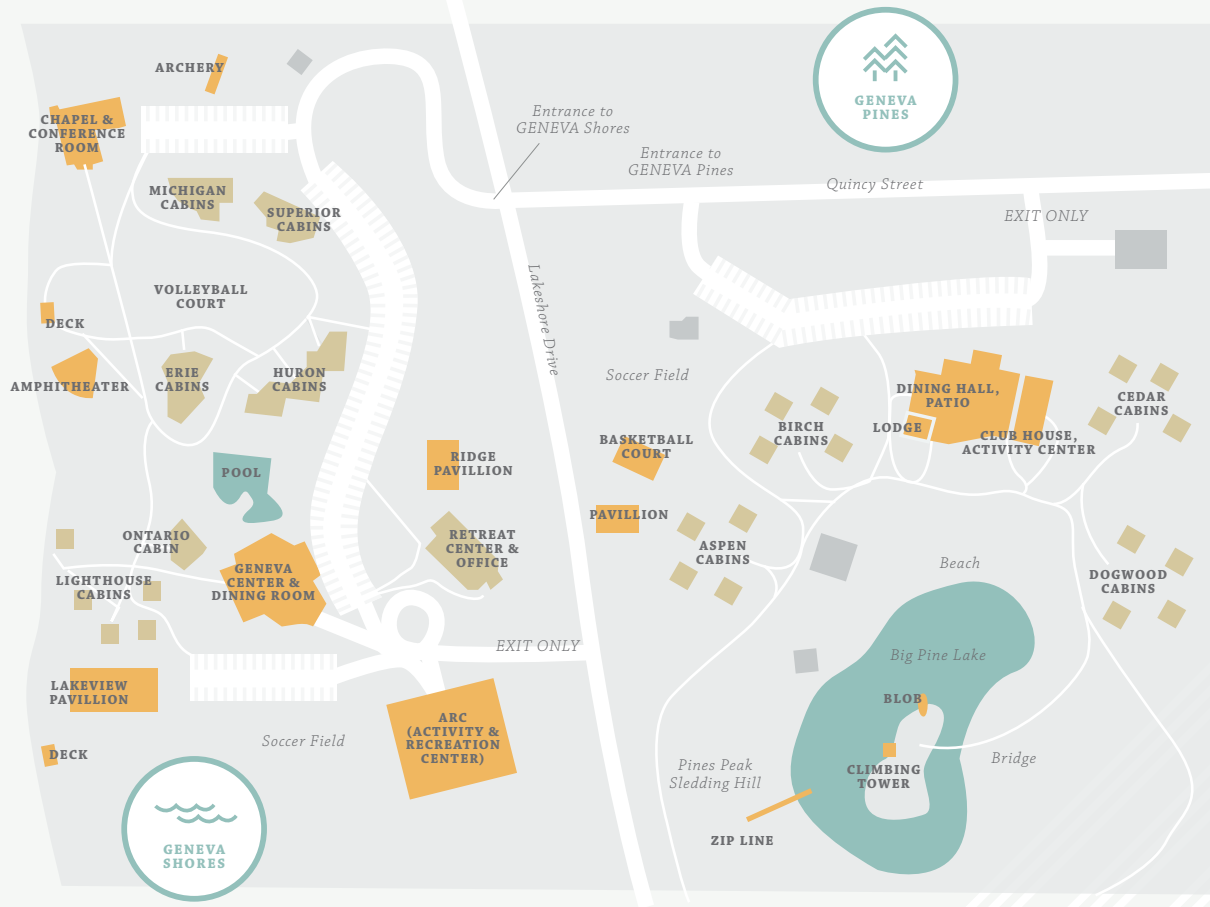 GENEVA
PINES
ARCHERY
CHAPEL &
CONFERENCE
ROOM
Entrance to
GENEVA Shores
Entrance to
GENEVA Pines
Quincy Street
EXIT ONLY
MICHIGAN
CABINS
SUPERIOR
CABINS
VOLLEYBALL
COURT
DECK
Lakeshore Drive
AMPHITHEATER
ERIE
CABINS
HURON
CABINS
Soccer Field
DINING HALL,
PATIO
LODGE
CLUB HOUSE,
ACTIVITY CENTER
CEDAR
CABINS
BIRCH
CABINS
BASKETBALL
COURT
RIDGE
PAVILLION
POOL
PAVILLION
ONTARIO
CABIN
RETREAT
CENTER &
OFFICE
ASPEN
CABINS
Beach
DOGWOOD
CABINS
LIGHTHOUSE
CABINS
GENEVA
CENTER &
DINING ROOM
EXIT ONLY
Big Pine Lake
LAKEVIEW
PAVILLION
BLOB
ARC
(ACTIVITY &
RECREATION
CENTER)
Soccer Field
DECK
Pines Peak
Sledding Hill
CLIMBING
TOWER
Bridge
ZIP LINE
GENEVA
SHORES